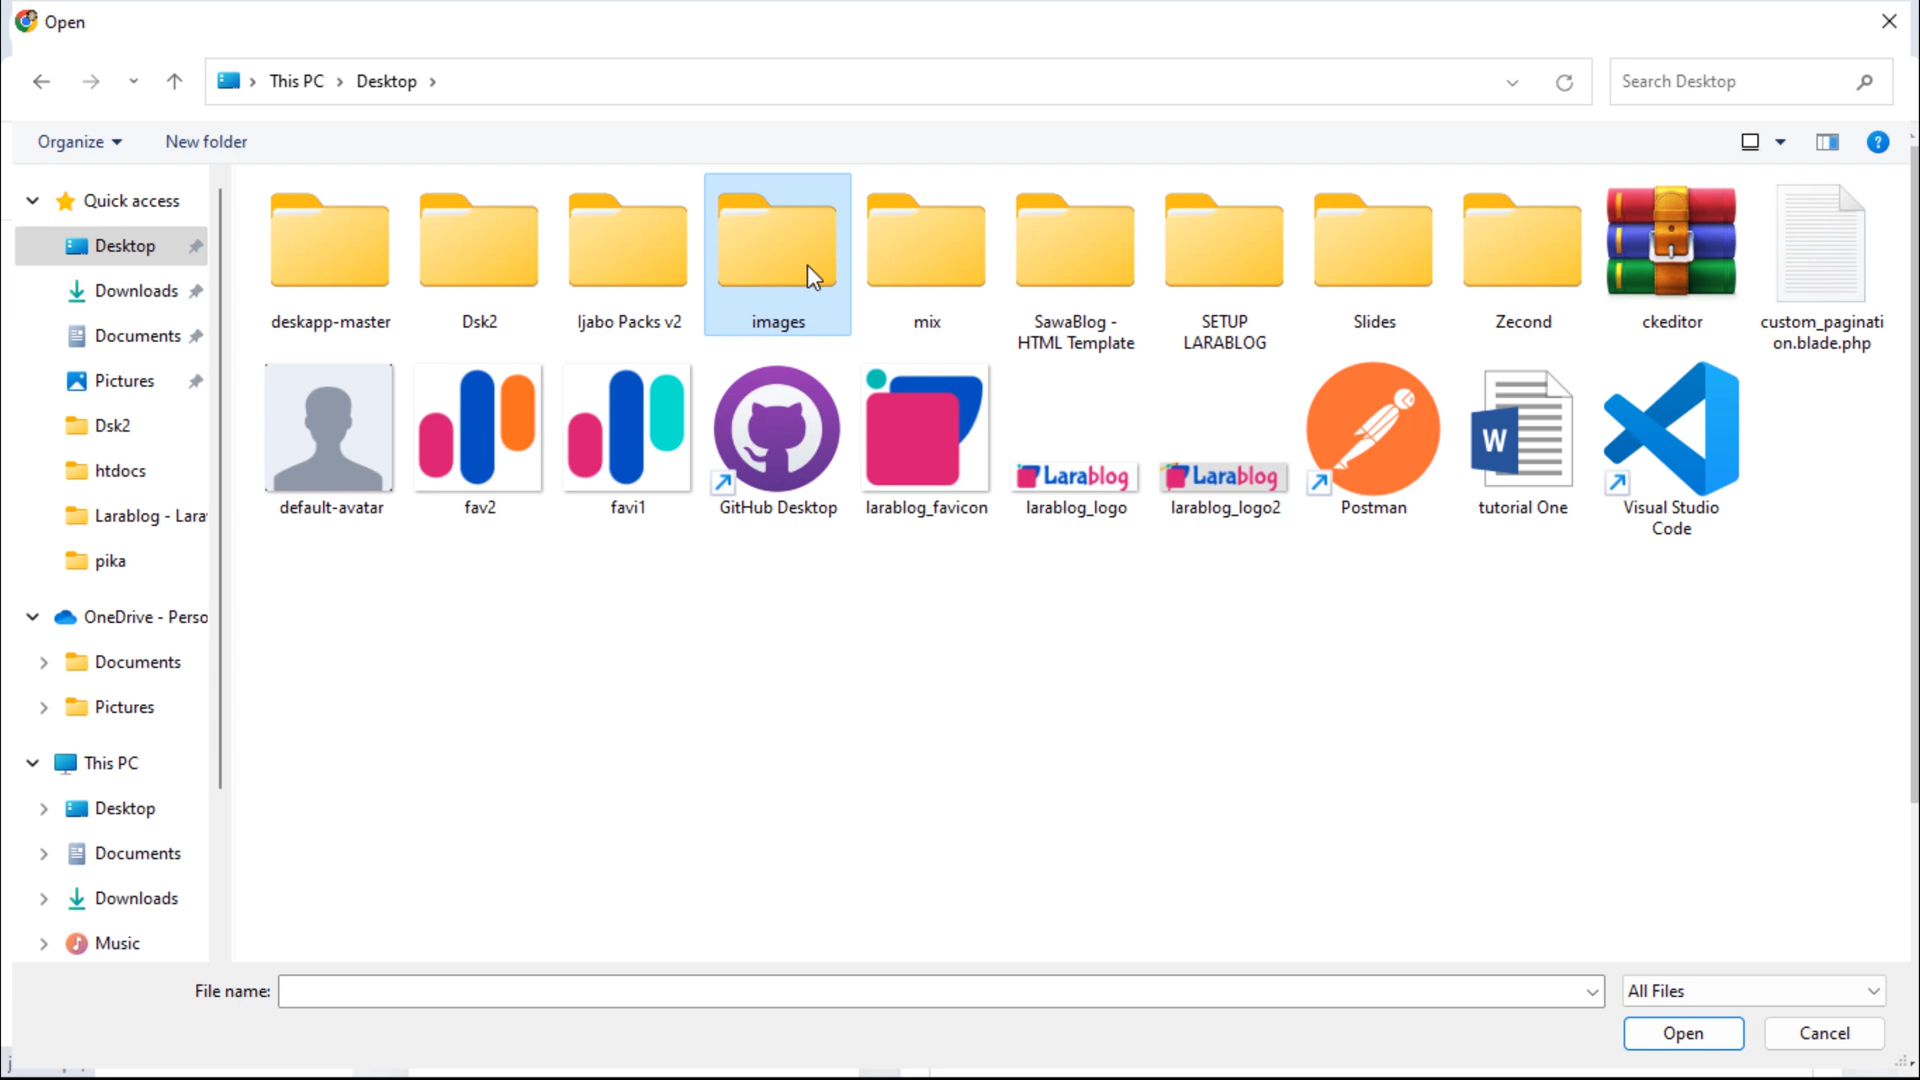 Open
This PC
Desktop
Search Desktop
Organize
New folder
Quick access
Desktop
Downloads
Documents
Pictures
Dsk2
htdocs
Larablog - Lara
pika
OneDrive - Perso
Documents
Pictures
This PC
Desktop
Documents
Downloads
Music
deskapp-master
Dsk2
Ijabo Packs v2
images
mix
SawaBlog -
HTML Template
SETUP
LARABLOG
Slides
Zecond
ckeditor
custom_paginati
on.blade.php
default-avatar
fav2
favi1
GitHub Desktop
larablog_favicon
Larablog
larablog_logo
Larablog
larablog_logo2
Postman
W
tutorial One
Visual Studio
Code
File name:
All Files
Open
Cancel